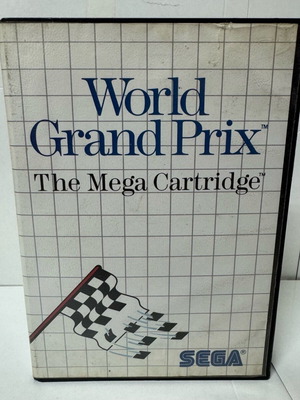 World
Grand Prix™
The Mega Cartridge™
SEGA